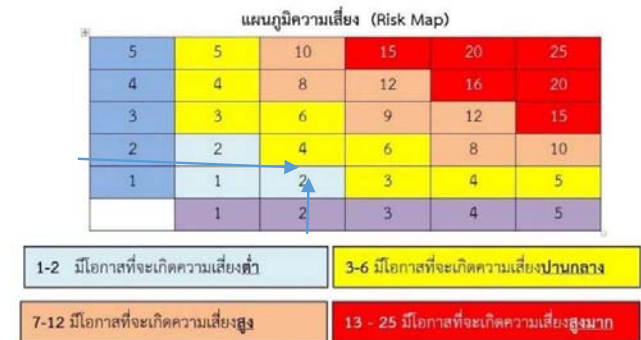 แผนภูมิความเสี่ยง (Risk Map)
5 5 10 15 20 25
4 4 8 12 16 20
3 3 6 9 12 15
2 2 4 6 8 10
1 1 2 3 4 5
1 2 3 4 5
1-2 มีโอกาสที่จะเกิดความเสี่ยงต่ำ
3-6 มีโอกาสที่จะเกิดความเสี่ยงปานกลาง
7-12 มีโอกาสที่จะเกิดความเสี่ยงสูง
13 - 25 มีโอกาสที่จะเกิดความเสี่ยงสูงมาก